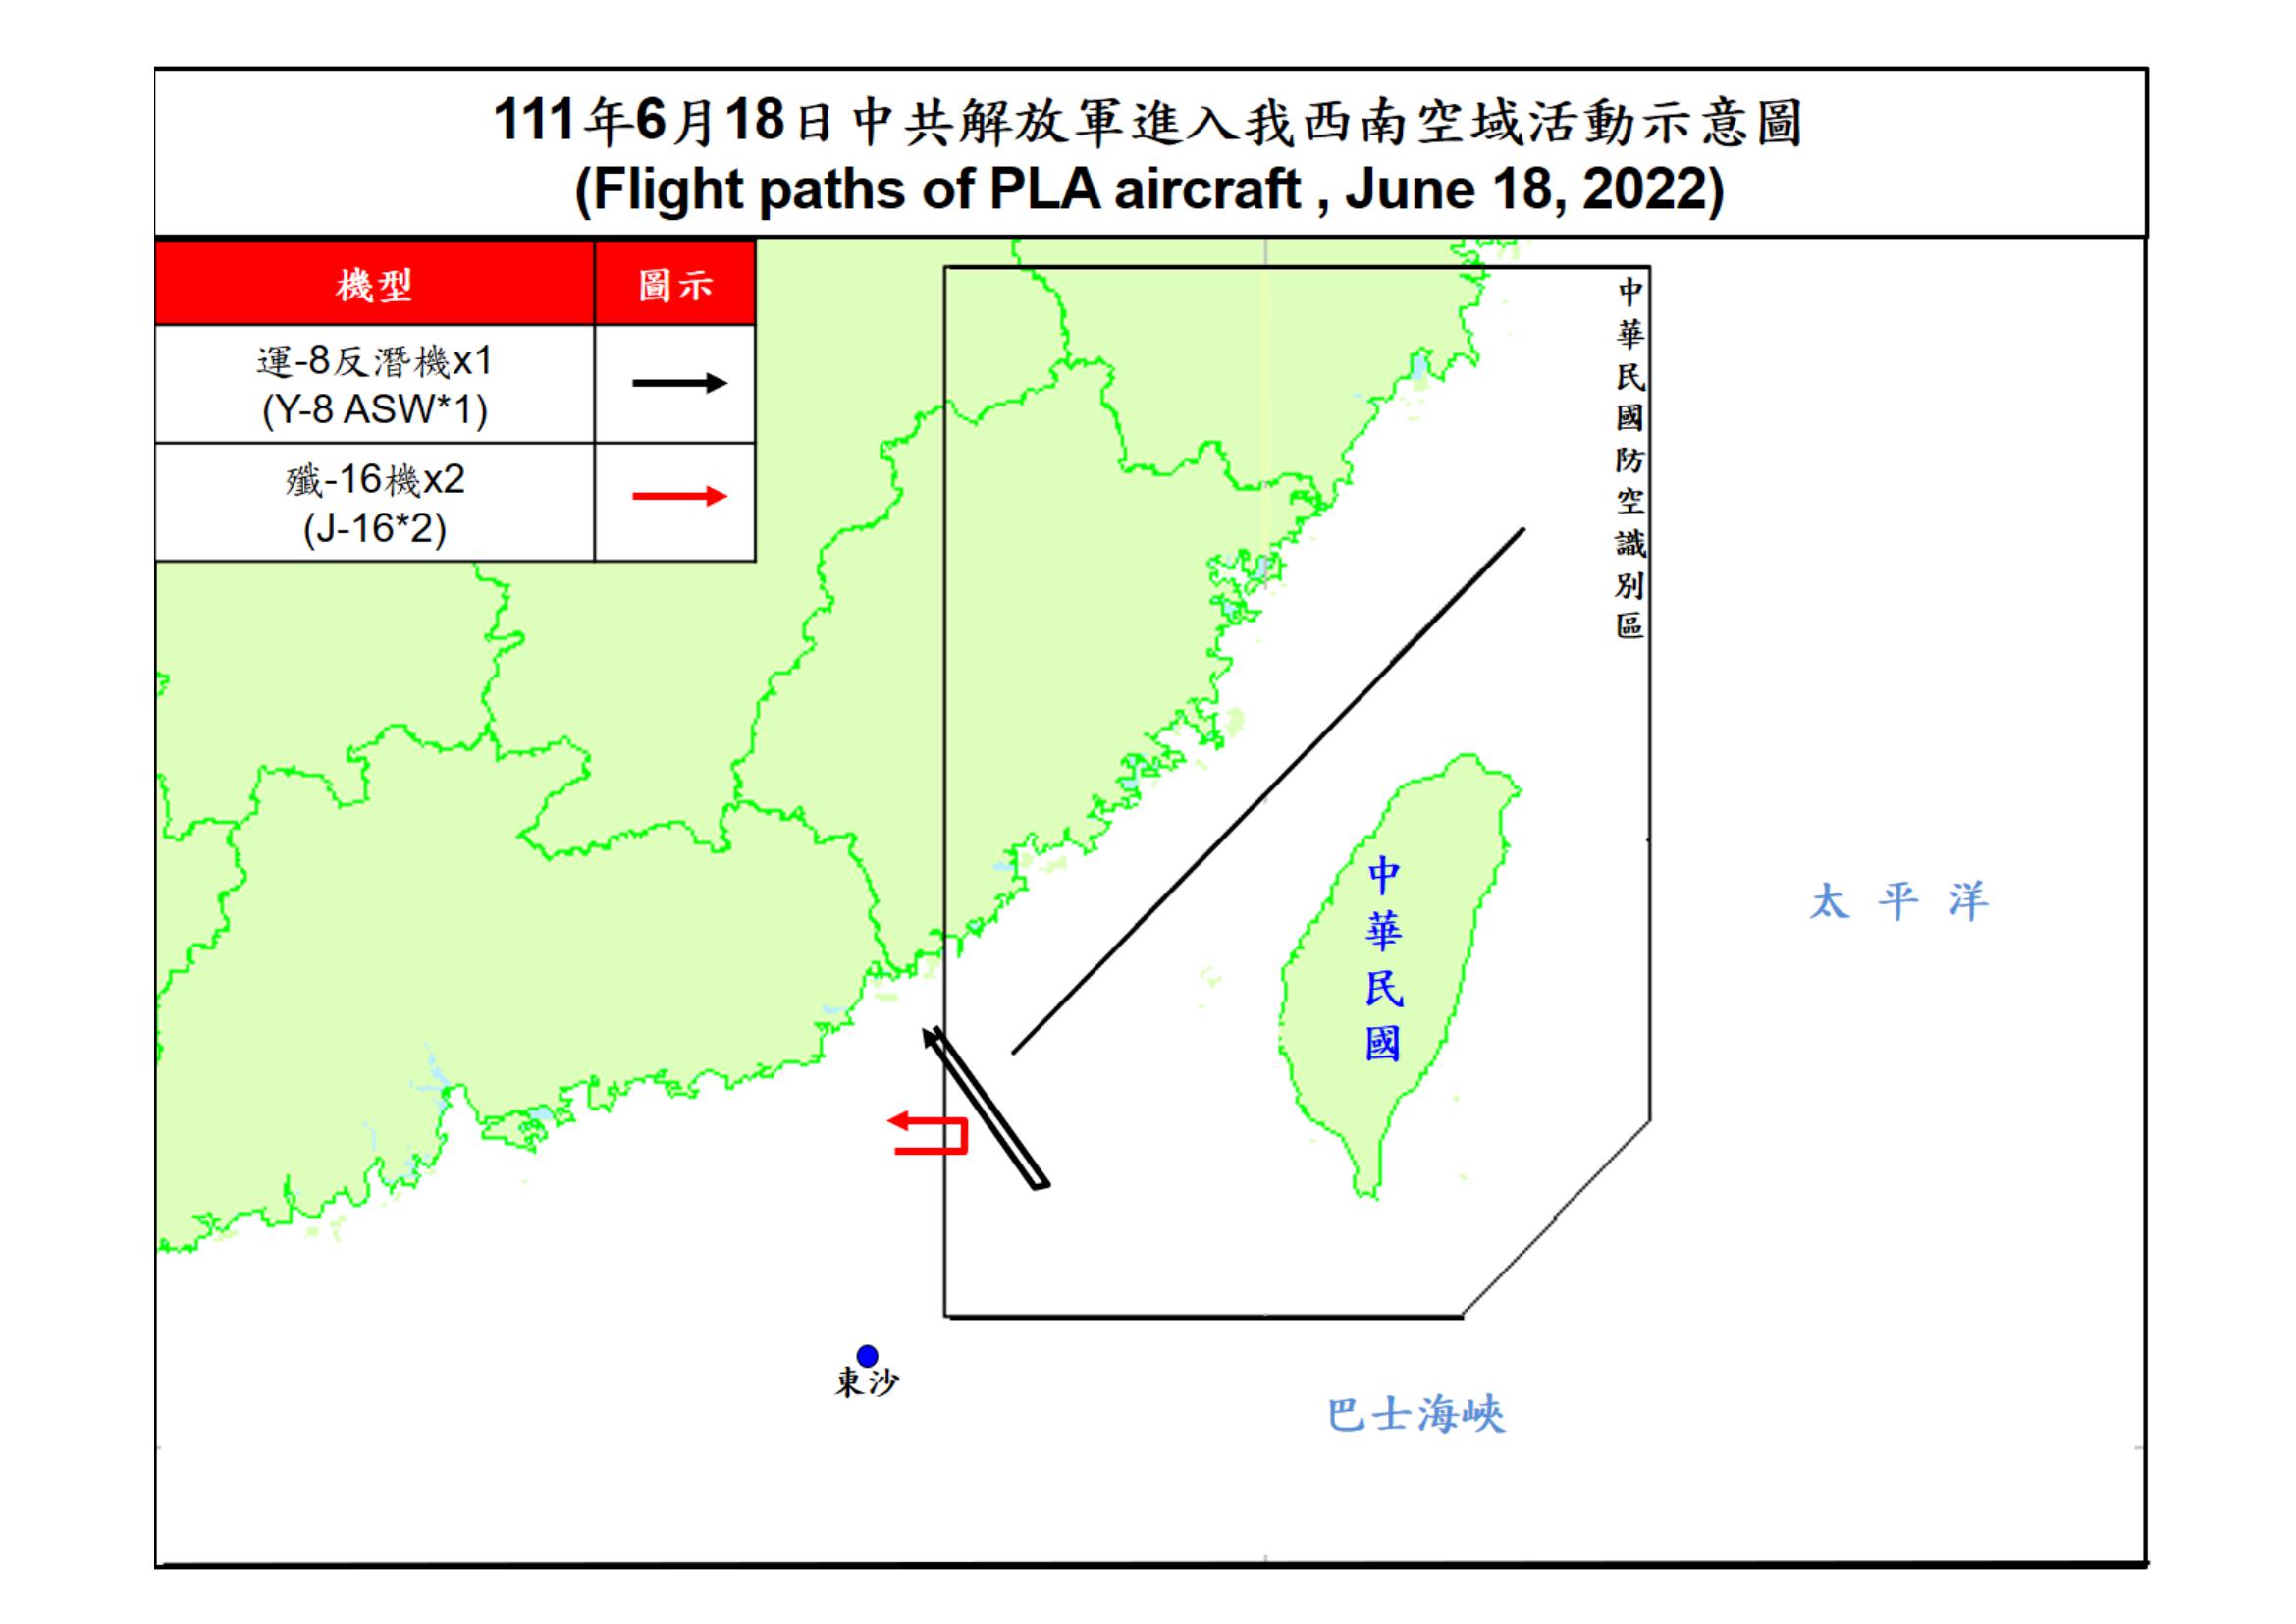 111年6月18日中共解放軍進入我西南空域活動示意圖
(Flight paths of PLA aircraft , June 18, 2022)
機型
圖示
運-8反潛機x1
(Y-8 ASW*1)
殲-16機x2
(J-16*2)
中華民國防空識別區
中華民國
太平洋
東沙
巴士海峽